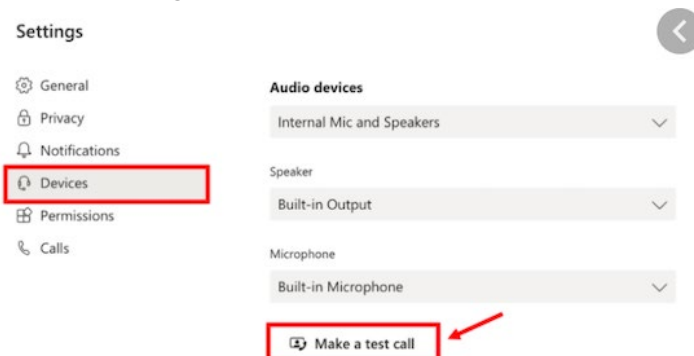 Settings
General
Privacy
Notifications
Devices
Permissions
Calls
Audio devices
Internal Mic and Speakers
Speaker
Built-in Output
Microphone
Built-in Microphone
Make a test call